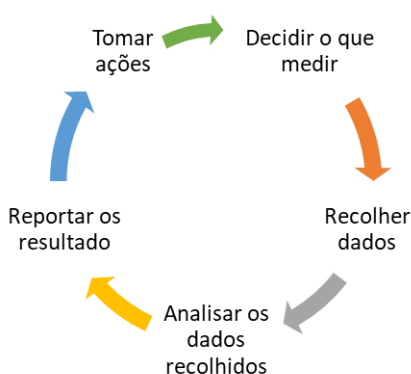 Tomar
ações
Decidir o que
medir
Recolher
dados
Analisar os
dados
recolhidos
Reportar os
resultado